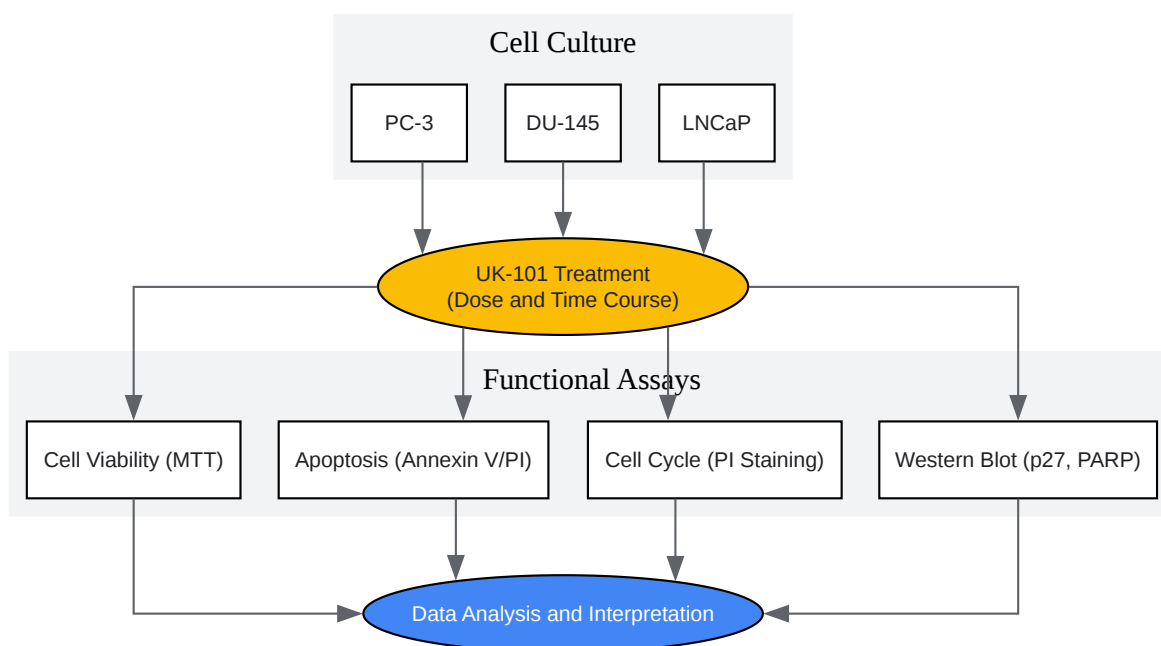 Cell Culture
PC-3
DU-145
LNCaP
UK-101 Treatment
(Dose and Time Course)
Functional Assays
Cell Viability (MTT)
Apoptosis (Annexin V/PI)
Cell Cycle (PI Staining)
Western Blot (p27, PARP)
Data Analysis and Interpretation